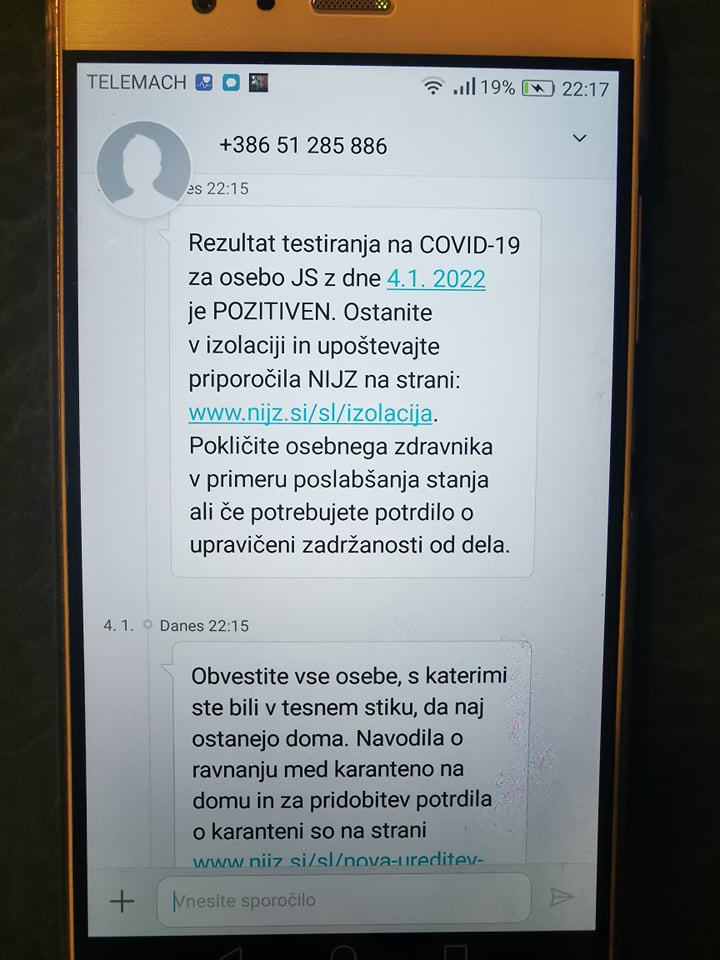 TELEMACH 19% 22:17
+386 51 285 886
es 22:15
Rezultat testiranja na COVID-19
za osebo JS z dne 4.1. 2022
je POZITIVEN. Ostanite
v izolaciji in upoštevajte
priporočila NIJZ na strani:
www.nijz.si/sl/izolacija.
Pokličite osebnega zdravnika
v primeru poslabšanja stanja
ali če potrebujete potrdilo o
upravičeni zadržanosti od dela.
4. 1. Danes 22:15
Obvestite vse osebe, s katerimi
ste bili v tesnem stiku, da naj
ostanejo doma. Navodila o
ravnanju med karanteno na
domu in za pridobitev potrdila
o karanteni so na strani
www.nijz.si/sl/nova-ureditev-
Vnesite sporočilo